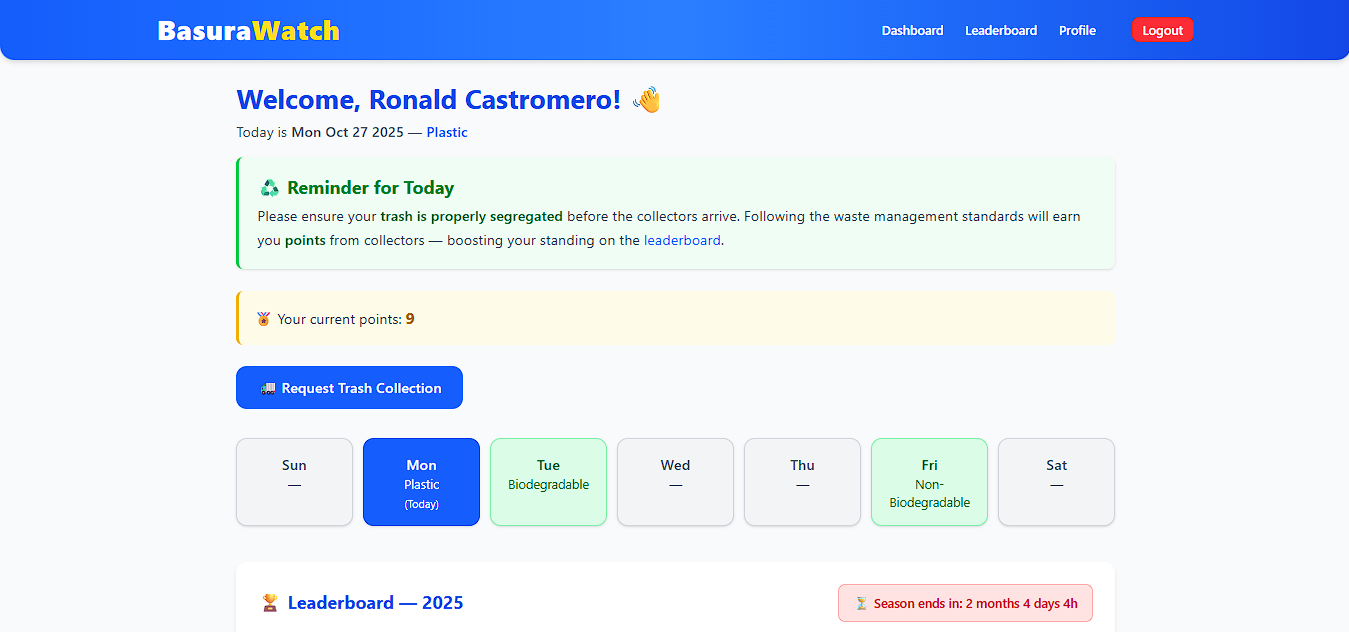 BasuraWatch
Dashboard Leaderboard Profile Logout
Welcome, Ronald Castromero! 👋
Today is Mon Oct 27 2025 — Plastic
♻️ Reminder for Today
Please ensure your trash is properly segregated before the collectors arrive. Following the waste management standards will earn
you points from collectors — boosting your standing on the leaderboard.
🏅 Your current points: 9
🚛 Request Trash Collection
Sun
—
Mon
Plastic
(Today)
Tue
Biodegradable
Wed
—
Thu
—
Fri
Non-
Biodegradable
Sat
—
🏆 Leaderboard — 2025
⏳ Season ends in: 2 months 4 days 4h